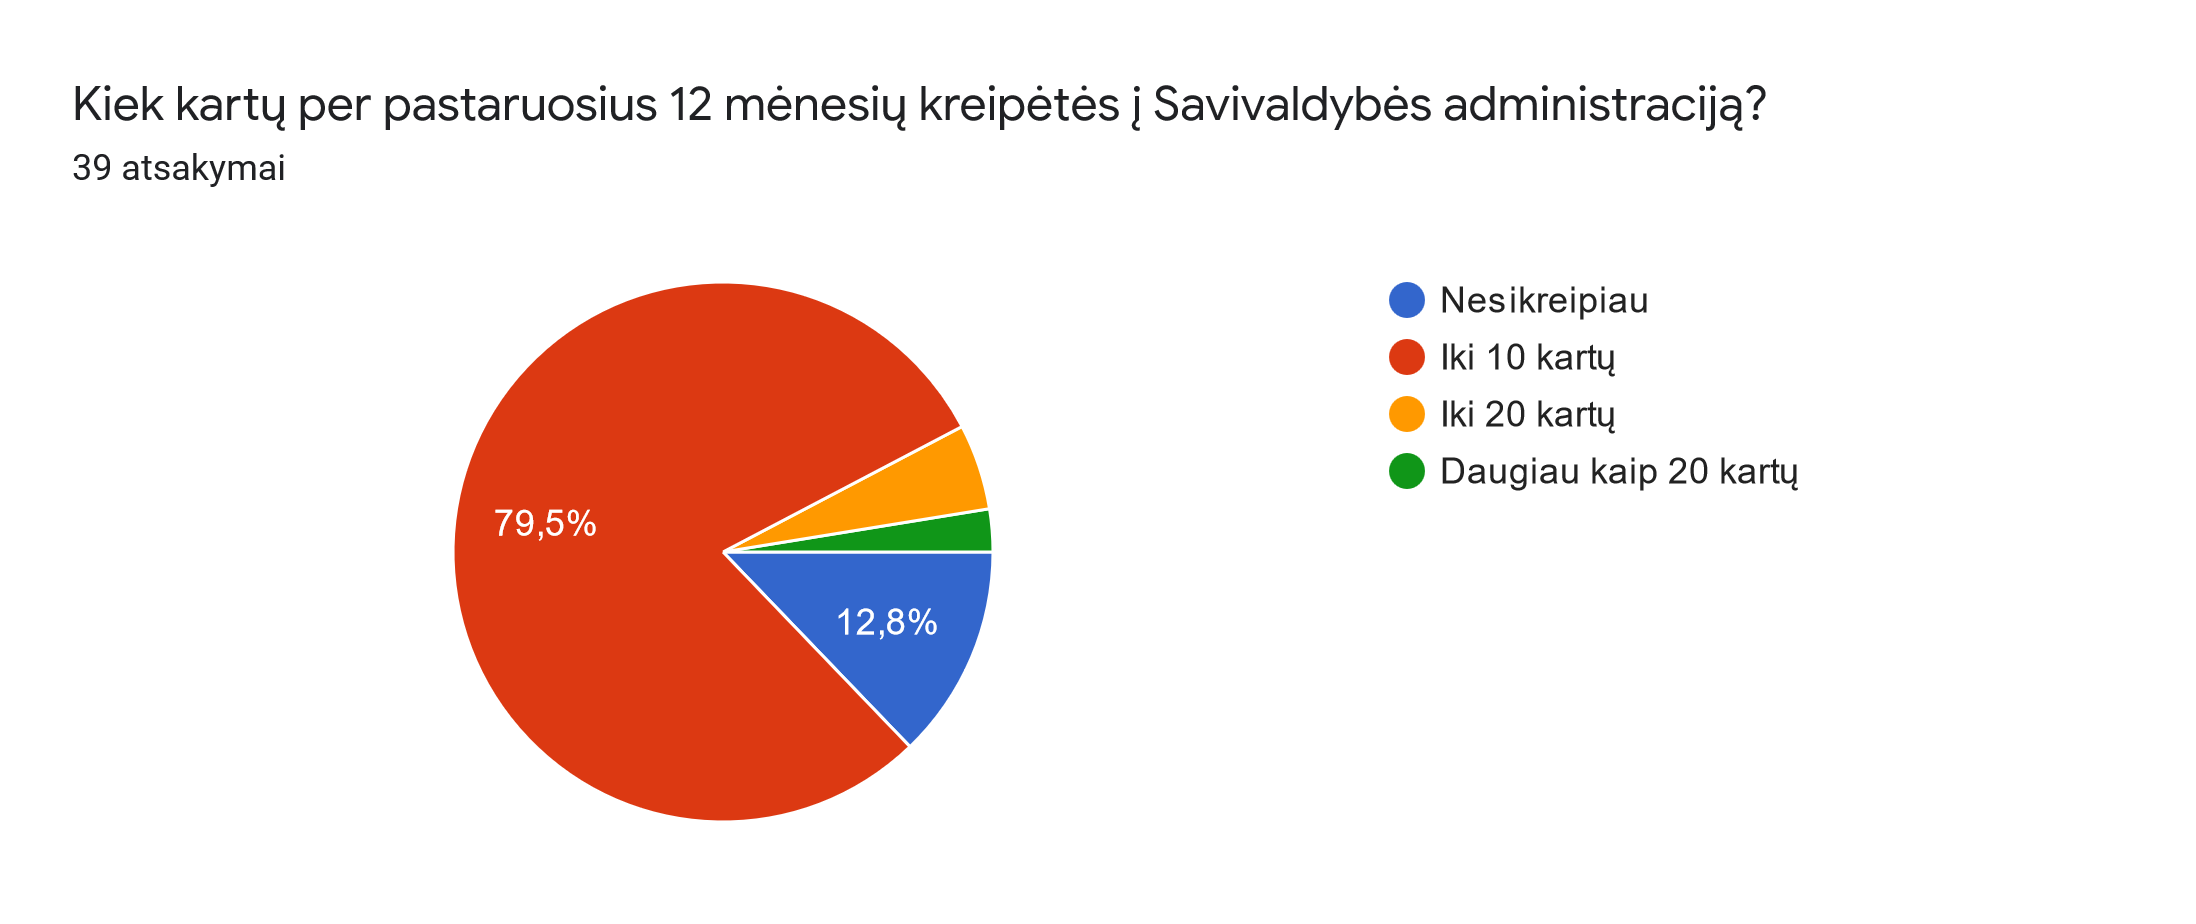 Kiek kartų per pastaruosius 12 mėnesių kreipėtės į Savivaldybės administraciją?
39 atsakymai
79,5%
12,8%
Nesikreipiau
Iki 10 kartų
Iki 20 kartų
Daugiau kaip 20 kartų